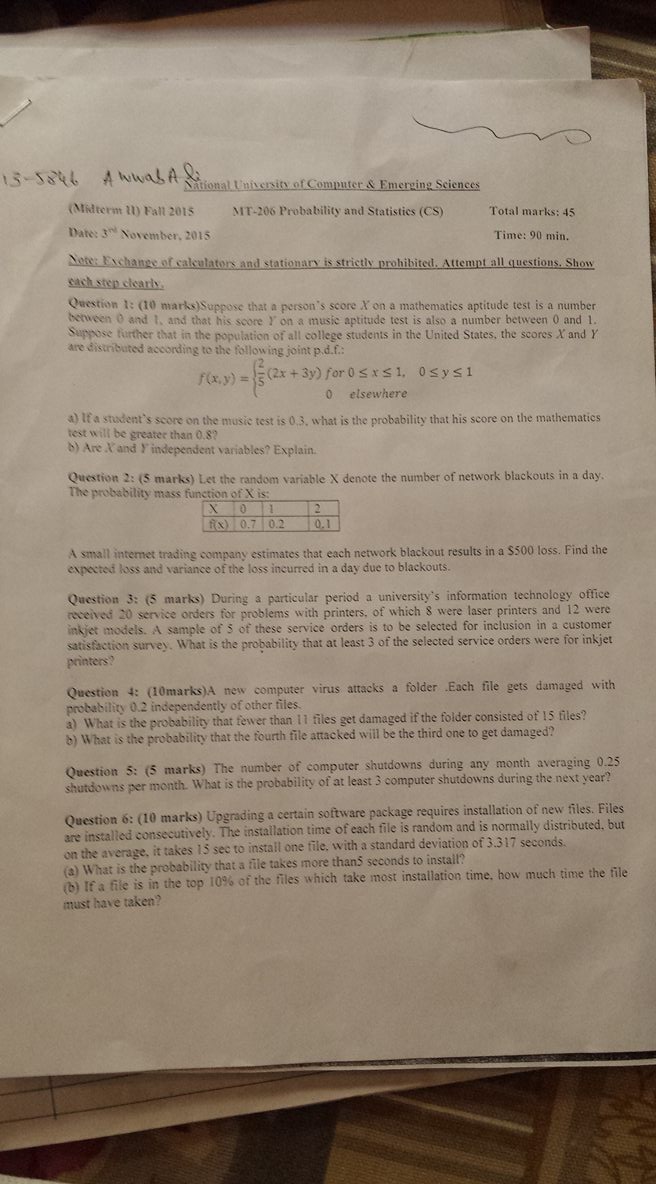 13-5846 Awwab Ali
National University of Computer & Emerging Sciences
(Midterm II) Fall 2015 MT-206 Probability and Statistics (CS) Total marks: 45
Date: 3rd November, 2015 Time: 90 min.
Note: Exchange of calculators and stationary is strictly prohibited. Attempt all questions. Show
each step clearly.
Question 1: (10 marks)Suppose that a person's score X on a mathematics aptitude test is a number
between 0 and 1, and that his score Y on a music aptitude test is also a number between 0 and 1.
Suppose further that in the population of all college students in the United States, the scores X and Y
are distributed according to the following joint p.d.f.:
f(x,y) = { 2/5 (2x + 3y) for 0 ≤ x ≤ 1, 0 ≤ y ≤ 1
0 elsewhere
a) If a student's score on the music test is 0.3, what is the probability that his score on the mathematics
test will be greater than 0.8?
b) Are X and Y independent variables? Explain.
Question 2: (5 marks) Let the random variable X denote the number of network blackouts in a day.
The probability mass function of X is:
X 0 1 2
f(x) 0.7 0.2 0.1
A small internet trading company estimates that each network blackout results in a $500 loss. Find the
expected loss and variance of the loss incurred in a day due to blackouts.
Question 3: (5 marks) During a particular period a university's information technology office
received 20 service orders for problems with printers, of which 8 were laser printers and 12 were
inkjet models. A sample of 5 of these service orders is to be selected for inclusion in a customer
satisfaction survey. What is the probability that at least 3 of the selected service orders were for inkjet
printers?
Question 4: (10marks)A new computer virus attacks a folder .Each file gets damaged with
probability 0.2 independently of other files.
a) What is the probability that fewer than 11 files get damaged if the folder consisted of 15 files?
b) What is the probability that the fourth file attacked will be the third one to get damaged?
Question 5: (5 marks) The number of computer shutdowns during any month averaging 0.25
shutdowns per month. What is the probability of at least 3 computer shutdowns during the next year?
Question 6: (10 marks) Upgrading a certain software package requires installation of new files. Files
are installed consecutively. The installation time of each file is random and is normally distributed, but
on the average, it takes 15 sec to install one file, with a standard deviation of 3.317 seconds.
(a) What is the probability that a file takes more than5 seconds to install?
(b) If a file is in the top 10% of the files which take most installation time, how much time the file
must have taken?